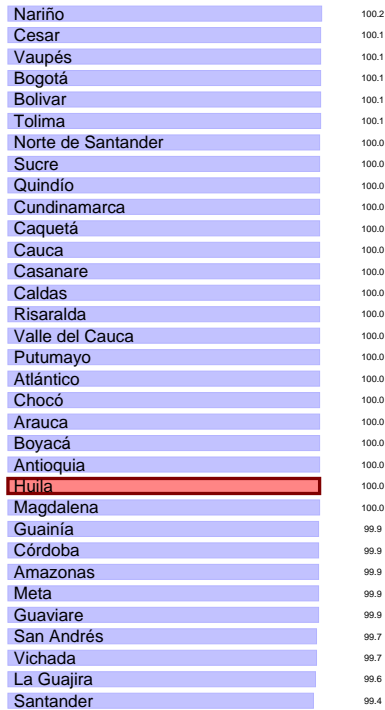 Nariño 100.2
Cesar 100.1
Vaupés 100.1
Bogotá 100.1
Bolivar 100.1
Tolima 100.1
Norte de Santander 100.0
Sucre 100.0
Quindío 100.0
Cundinamarca 100.0
Caquetá 100.0
Cauca 100.0
Casanare 100.0
Caldas 100.0
Risaralda 100.0
Valle del Cauca 100.0
Putumayo 100.0
Atlántico 100.0
Chocó 100.0
Arauca 100.0
Boyacá 100.0
Antioquia 100.0
Huila 100.0
Magdalena 100.0
Guainía 99.9
Córdoba 99.9
Amazonas 99.9
Meta 99.9
Guaviare 99.9
San Andrés 99.7
Vichada 99.7
La Guajira 99.6
Santander 99.4